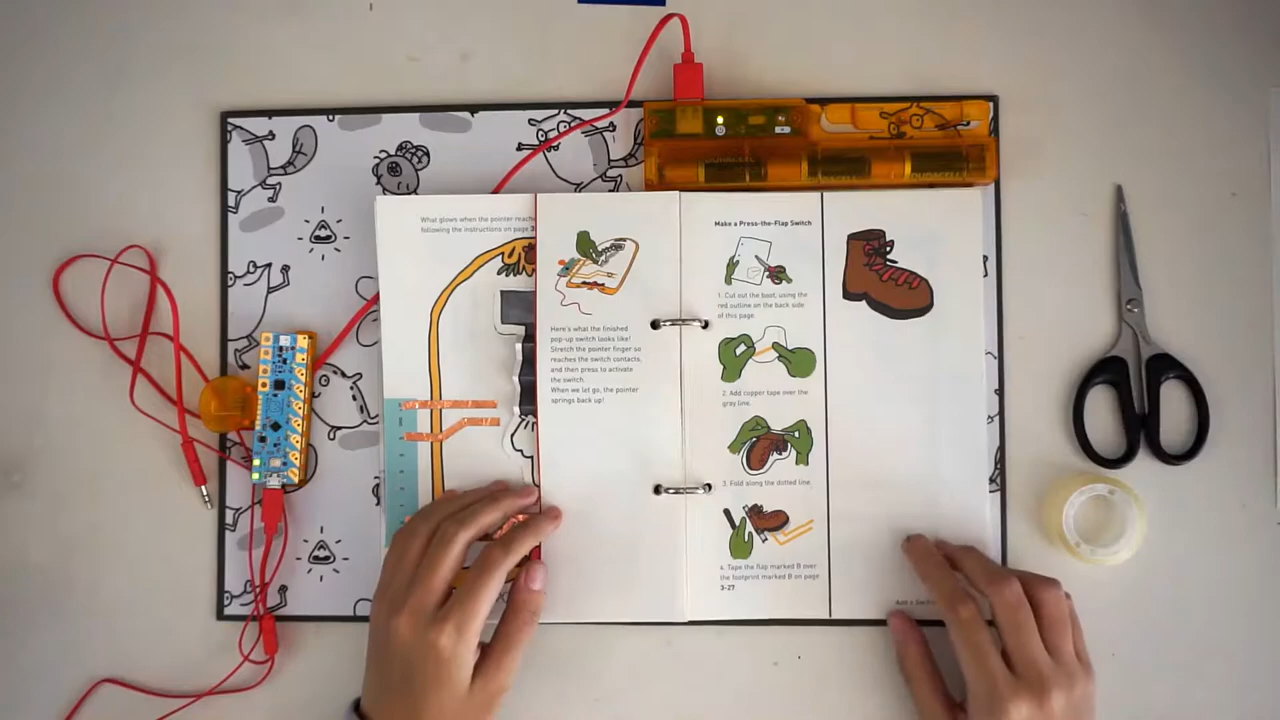 DURACELL
DURACELL
What glows when the pointer
following the instructions on page 3
Here's what the finished
pop-up switch looks like!
Stretch the pointer finger so
reaches the switch contacts,
and then press to activate
the switch.
When we let go, the pointer
springs back up!
Make a Press-the-Flap Switch
1. Cut out the boot, using the
red outline on the back side
of this page.
2. Add copper tape over the
gray line.
3. Fold along the dotted line.
4. Tape the flap marked B over
the footprint marked B on page
3-27
Add a